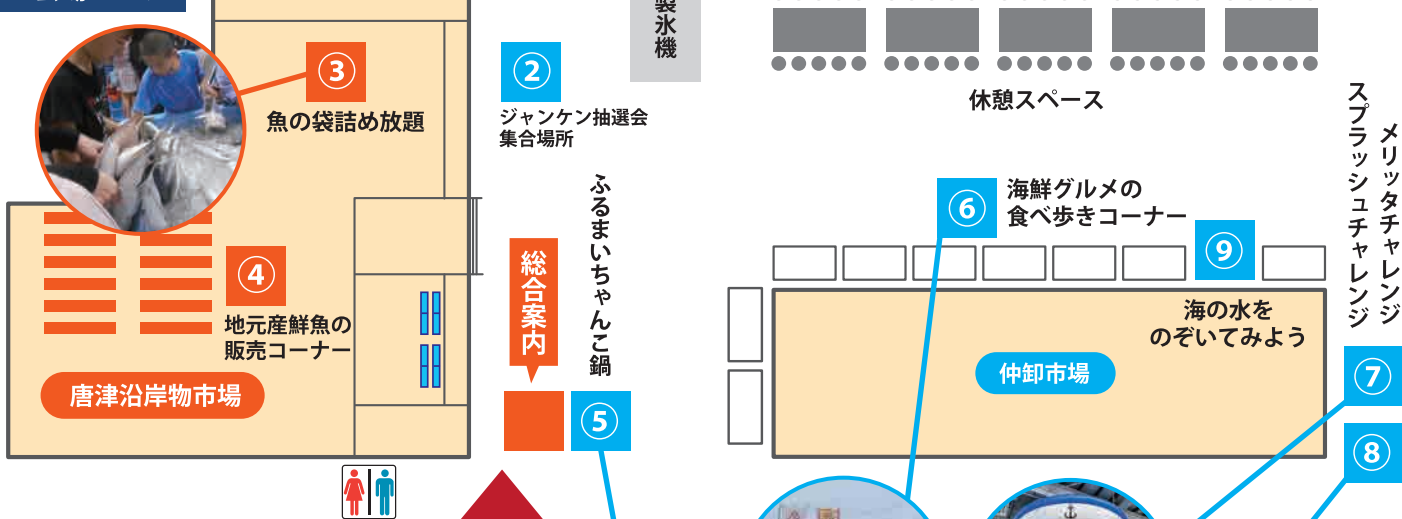 製氷機
③
魚の袋詰め放題
②
ジャンケン抽選会
集合場所
休憩スペース
メリッタチャレンジ
スプラッシュチャレンジ
⑦
⑧
⑥
海鮮グルメの
食べ歩きコーナー
⑨
海の水を
のぞいてみよう
仲卸市場
ふるまいちゃんこ鍋
⑤
総合案内
④
地元産鮮魚の
販売コーナー
唐津沿岸物市場